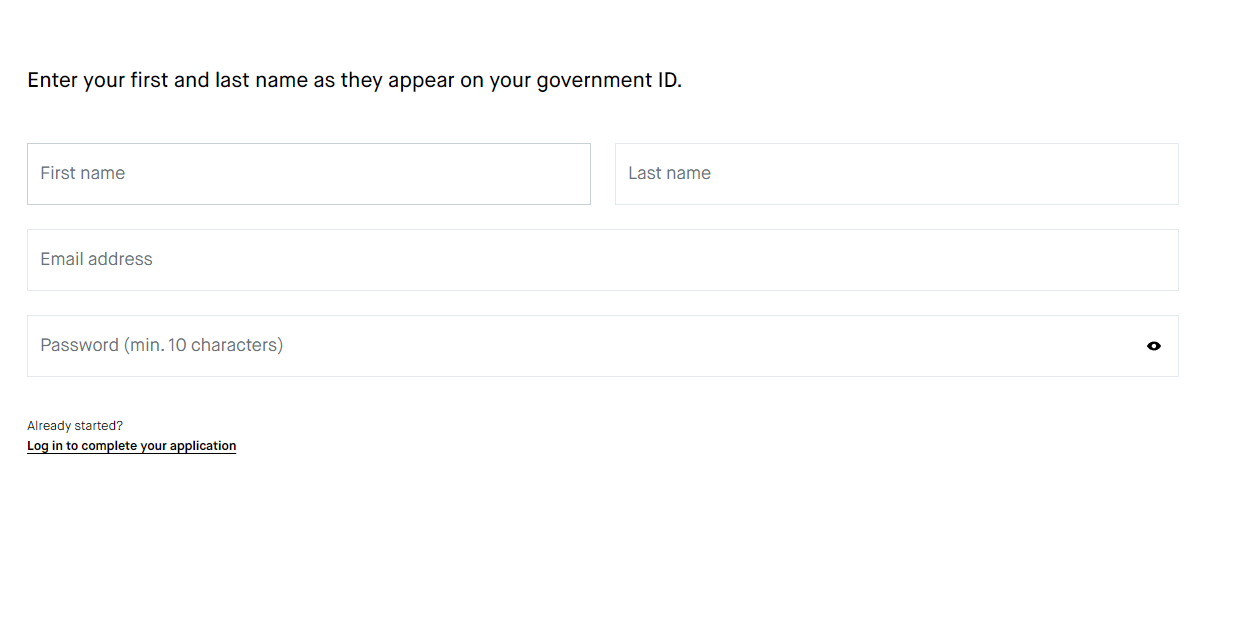 Enter your first and last name as they appear on your government ID.
First name
Last name
Email address
Password (min. 10 characters)
Already started?
Log in to complete your application